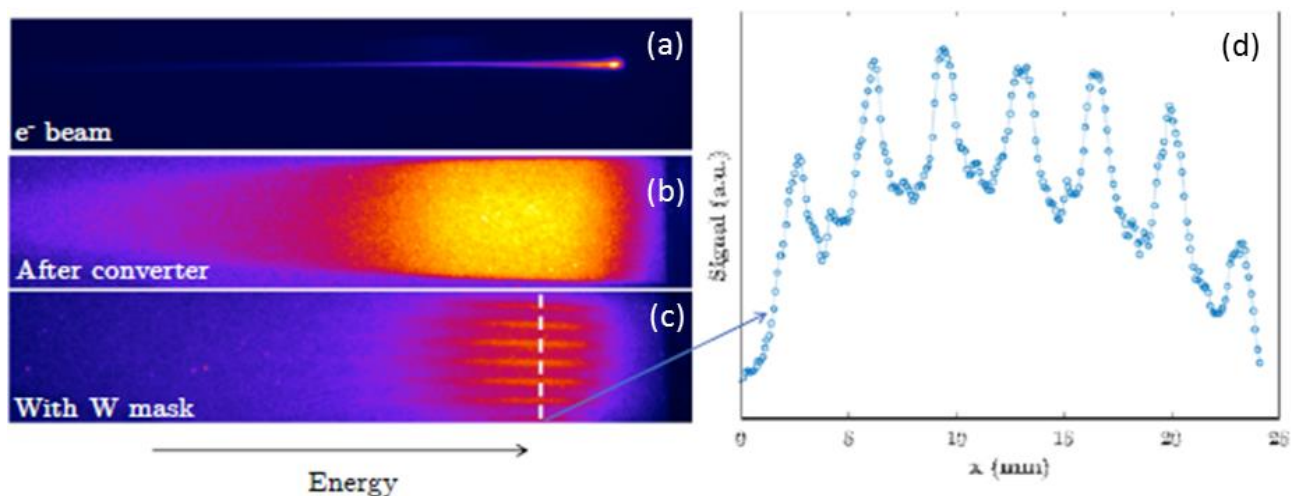 (a)
e⁻ beam
(b)
After converter
(c)
With W mask
Energy
(d)
Signal (a.u.)
0 5 10 15 20 25
x (mm)